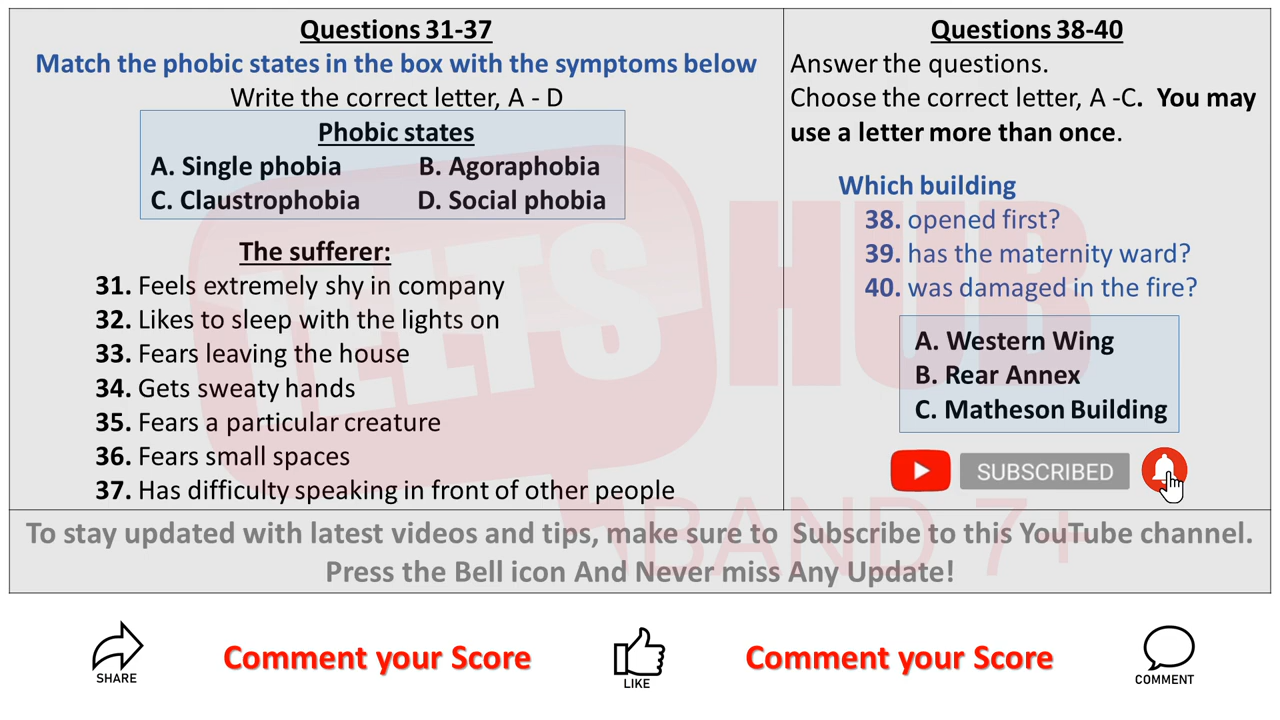 Questions 31-37
Match the phobic states in the box with the symptoms below
Write the correct letter, A - D
Phobic states
A. Single phobia B. Agoraphobia
C. Claustrophobia D. Social phobia
The sufferer:
31. Feels extremely shy in company
32. Likes to sleep with the lights on
33. Fears leaving the house
34. Gets sweaty hands
35. Fears a particular creature
36. Fears small spaces
37. Has difficulty speaking in front of other people
Questions 38-40
Answer the questions.
Choose the correct letter, A -C. You may
use a letter more than once.
Which building
38. opened first?
39. has the maternity ward?
40. was damaged in the fire?
A. Western Wing
B. Rear Annex
C. Matheson Building
SUBSCRIBED
IELTS HUB
BAND 7+
To stay updated with latest videos and tips, make sure to Subscribe to this YouTube channel.
Press the Bell icon And Never miss Any Update!
SHARE
Comment your Score
LIKE
Comment your Score
COMMENT